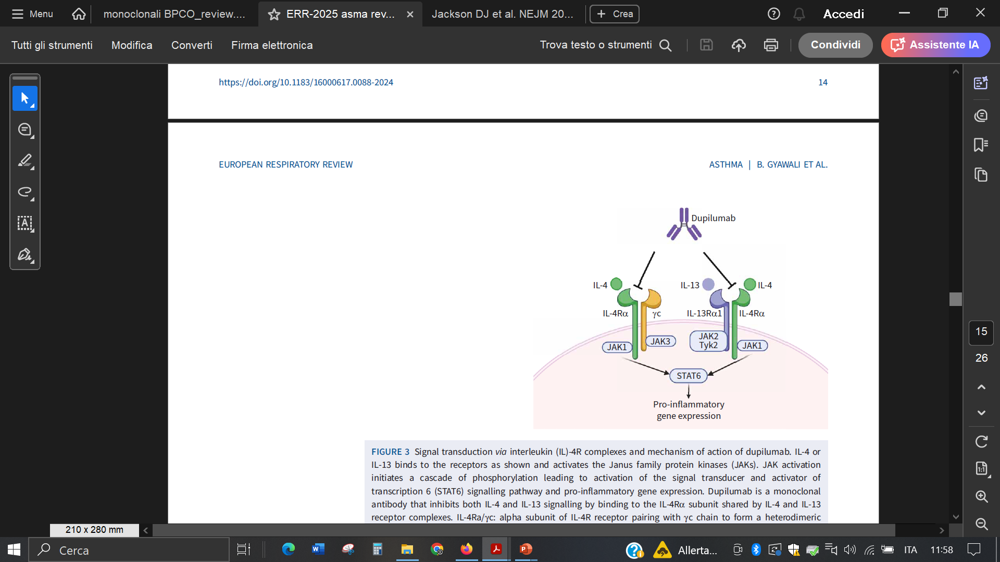 Menu
monoclonali BPCO_review....
ERR-2025 asma rev...
Jackson DJ et al. NEJM 20...
Crea
Accedi
Tutti gli strumenti
Modifica
Converti
Firma elettronica
Trova testo o strumenti
Condividi
Assistente IA
https://doi.org/10.1183/16000617.0088-2024
14
EUROPEAN RESPIRATORY REVIEW
ASTHMA | B. GYAWALI ET AL.
Dupilumab
IL-4
IL-13
IL-4
IL-4Rα
γc
IL-13Rα1
IL-4Rα
JAK1
JAK3
JAK2
Tyk2
JAK1
STAT6
Pro-inflammatory
gene expression
FIGURE 3 Signal transduction via interleukin (IL)-4R complexes and mechanism of action of dupilumab. IL-4 or
IL-13 binds to the receptors as shown and activates the Janus family protein kinases (JAKs). JAK activation
initiates a cascade of phosphorylation leading to activation of the signal transducer and activator of
transcription 6 (STAT6) signalling pathway and pro-inflammatory gene expression. Dupilumab is a monoclonal
antibody that inhibits both IL-4 and IL-13 signalling by binding to the IL-4Rα subunit shared by IL-4 and IL-13
receptor complexes. IL-4Ra/γc: alpha subunit of IL-4R receptor pairing with γc chain to form a heterodimeric
15
26
1:1
210 x 280 mm
Cerca
Allerta...
ITA
11:58